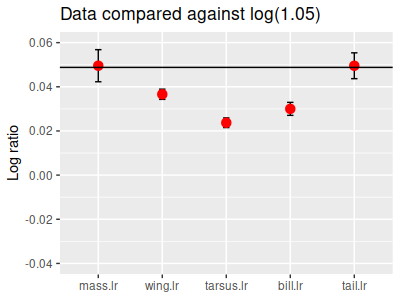 Data compared against log(1.05)
Log ratio
0.06
0.04
0.02
0.00
-0.02
-0.04
mass.lr wing.lr tarsus.lr bill.lr tail.lr